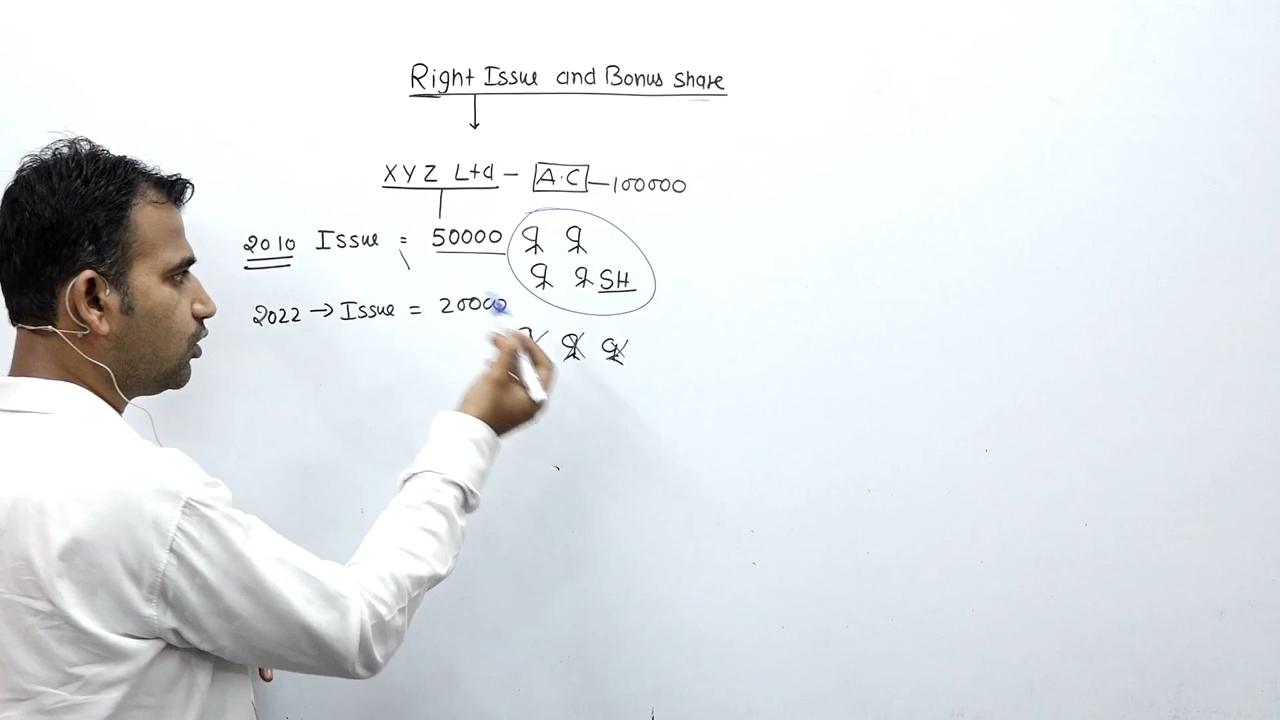 Right Issue and Bonus share
XYZ Ltd - A.C - 100000
2010 Issue = 50000
SH
2022 → Issue = 20000